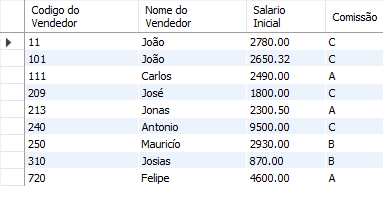 Codigo do Vendedor Nome do Vendedor Salario Inicial Comissão
11 João 2780.00 C
101 João 2650.32 C
111 Carlos 2490.00 A
209 José 1800.00 C
213 Jonas 2300.50 A
240 Antonio 9500.00 C
250 Mauricío 2930.00 B
310 Josias 870.00 B
720 Felipe 4600.00 A